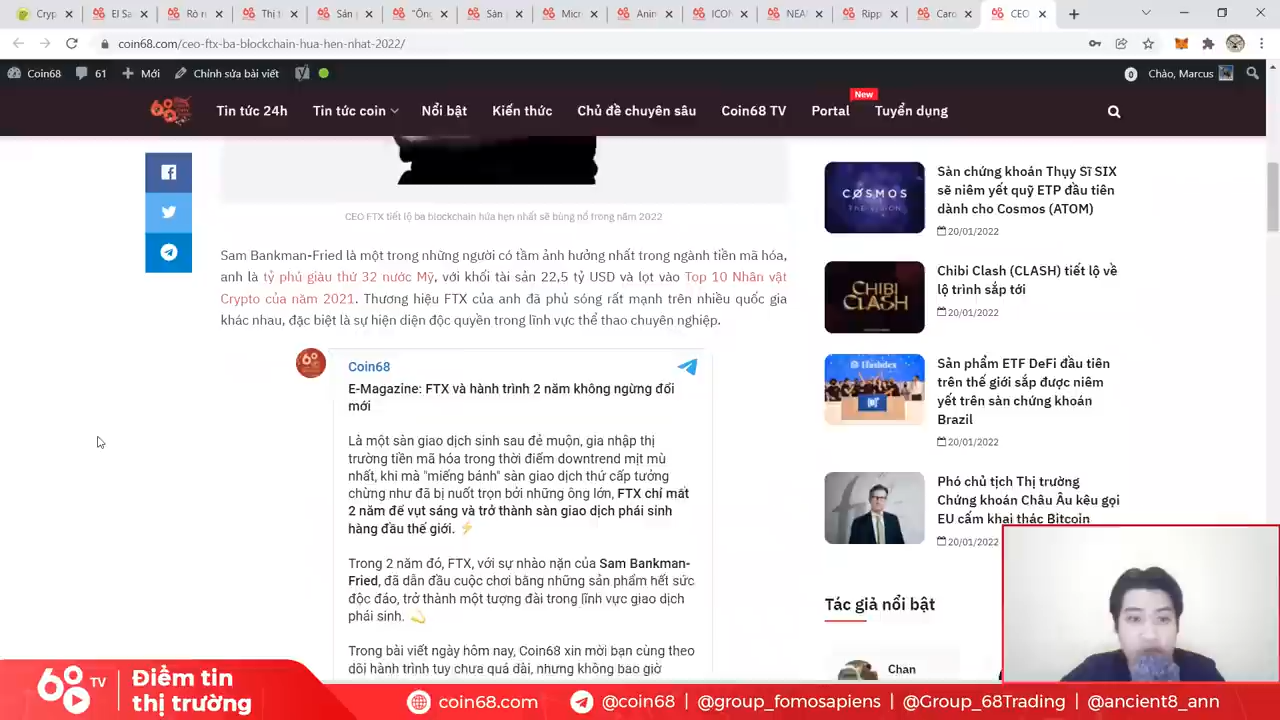 Cryp
El Sa
Rò rỉ
Thị t
Sàn g
"Ông
Sàn
Micr
Anin
ICON
NEA
Ripp
Caro
CEO
coin68.com/ceo-ftx-ba-blockchain-hua-hen-nhat-2022/
Coin68
61
Mới
Chỉnh sửa bài viết
0
Chào, Marcus
New
Tin tức 24h
Tin tức coin
Nổi bật
Kiến thức
Chủ đề chuyên sâu
Coin68 TV
Portal
Tuyển dụng
CEO FTX tiết lộ ba blockchain hứa hẹn nhất sẽ bùng nổ trong năm 2022
Sam Bankman-Fried là một trong những người có tầm ảnh hưởng nhất trong ngành tiền mã hóa,
anh là tỷ phú giàu thứ 32 nước Mỹ, với khối tài sản 22,5 tỷ USD và lọt vào Top 10 Nhân vật
Crypto của năm 2021. Thương hiệu FTX của anh đã phủ sóng rất mạnh trên nhiều quốc gia
khác nhau, đặc biệt là sự hiện diện độc quyền trong lĩnh vực thể thao chuyên nghiệp.
Coin68
E-Magazine: FTX và hành trình 2 năm không ngừng đổi
mới
Là một sàn giao dịch sinh sau đẻ muộn, gia nhập thị
trường tiền mã hóa trong thời điểm downtrend mịt mù
nhất, khi mà "miếng bánh" sàn giao dịch thứ cấp tưởng
chừng như đã bị nuốt trọn bởi những ông lớn, FTX chỉ mất
2 năm để vụt sáng và trở thành sàn giao dịch phái sinh
hàng đầu thế giới. ⚡
Trong 2 năm đó, FTX, với sự nhào nặn của Sam Bankman-
Fried, đã dẫn đầu cuộc chơi bằng những sản phẩm hết sức
độc đáo, trở thành một tượng đài trong lĩnh vực giao dịch
phái sinh.
Trong bài viết ngày hôm nay, Coin68 xin mời bạn cùng theo
dõi hành trình tuy chưa quá dài, nhưng không bao giờ
COSMOS
Sàn chứng khoán Thụy Sĩ SIX
sẽ niêm yết quỹ ETP đầu tiên
dành cho Cosmos (ATOM)
20/01/2022
CHIBI
CLASH
Chibi Clash (CLASH) tiết lộ về
lộ trình sắp tới
20/01/2022
Hashdex
Sản phẩm ETF DeFi đầu tiên
trên thế giới sắp được niêm
yết trên sàn chứng khoán
Brazil
20/01/2022
Phó chủ tịch Thị trường
Chứng khoán Châu Âu kêu gọi
EU cấm khai thác Bitcoin
20/01/2022
Tác giả nổi bật
Chan
68 TV
Điểm tin
thị trường
coin68.com
@coin68 | @group_fomosapiens | @Group_68Trading | @ancient8_ann